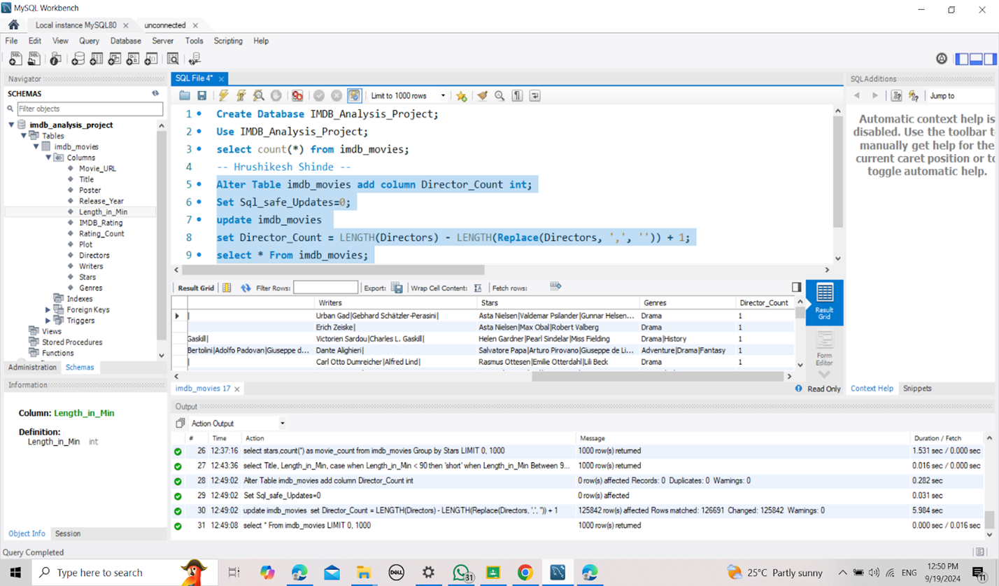 MySQL Workbench
Local instance MySQL80
unconnected
File Edit View Query Database Server Tools Scripting Help
Navigator
SCHEMAS
Filter objects
imdb_analysis_project
Tables
imdb_movies
Columns
Movie_URL
Title
Poster
Release_Year
Length_in_Min
IMDB_Rating
Rating_Count
Plot
Directors
Writers
Stars
Genres
Indexes
Foreign Keys
Triggers
Views
Stored Procedures
Functions
Administration Schemas
Information
Column: Length_in_Min
Definition:
Length_in_Min int
Object Info Session
SQL File 4*
Limit to 1000 rows
1 Create Database IMDB_Analysis_Project;
2 Use IMDB_Analysis_Project;
3 select count(*) from imdb_movies;
4 -- Hrushikesh Shinde --
5 Alter Table imdb_movies add column Director_Count int;
6 Set Sql_safe_Updates=0;
7 update imdb_movies
8 set Director_Count = LENGTH(Directors) - LENGTH(Replace(Directors, ',', '')) + 1;
9 select * From imdb_movies;
Result Grid Filter Rows: Export: Wrap Cell Content: Fetch rows:
Writers Stars Genres Director_Count
| Urban Gad|Gebhard Schätzler-Perasini| Asta Nielsen|Valdemar Psilander|Gunnar Helsen... Drama 1
Erich Zeiske| Asta Nielsen|Max Obal|Robert Valberg Drama 1
Gaskill| Victorien Sardou|Charles L. Gaskill| Helen Gardner|Pearl Sindelar|Miss Fielding Drama|History 1
Bertolini|Adolfo Padovan|Giuseppe d... Dante Alighieri| Salvatore Papa|Arturo Pirovano|Giuseppe de Li... Adventure|Drama|Fantasy 1
| Carl Otto Dumreicher|Alfred Lind| Rasmus Ottesen|Emilie Otterdahl|Lili Beck Drama 1
Result Grid
Form Editor
imdb_movies 17
Read Only
Output
Action Output
# Time Action Message Duration / Fetch
26 12:37:16 select stars,count(*) as movie_count from imdb_movies Group by Stars LIMIT 0, 1000 1000 row(s) returned 1.531 sec / 0.000 sec
27 12:43:36 select Title, Length_in_Min, case when Length_in_Min < 90 then 'short' when Length_in_Min Between 9... 1000 row(s) returned 0.016 sec / 0.000 sec
28 12:49:02 Alter Table imdb_movies add column Director_Count int 0 row(s) affected Records: 0 Duplicates: 0 Warnings: 0 0.282 sec
29 12:49:02 Set Sql_safe_Updates=0 0 row(s) affected 0.031 sec
30 12:49:02 update imdb_movies set Director_Count = LENGTH(Directors) - LENGTH(Replace(Directors, ',', '')) + 1 125842 row(s) affected Rows matched: 126691 Changed: 125842 Warnings: 0 5.984 sec
31 12:49:08 select * From imdb_movies LIMIT 0, 1000 1000 row(s) returned 0.000 sec / 0.016 sec
SQLAdditions
Jump to
Automatic context help is
disabled. Use the toolbar t
manually get help for the
current caret position or to
toggle automatic help.
Context Help Snippets
Query Completed
Type here to search
DELL
31
25°C Partly sunny
ENG
12:50 PM
9/19/2024
11